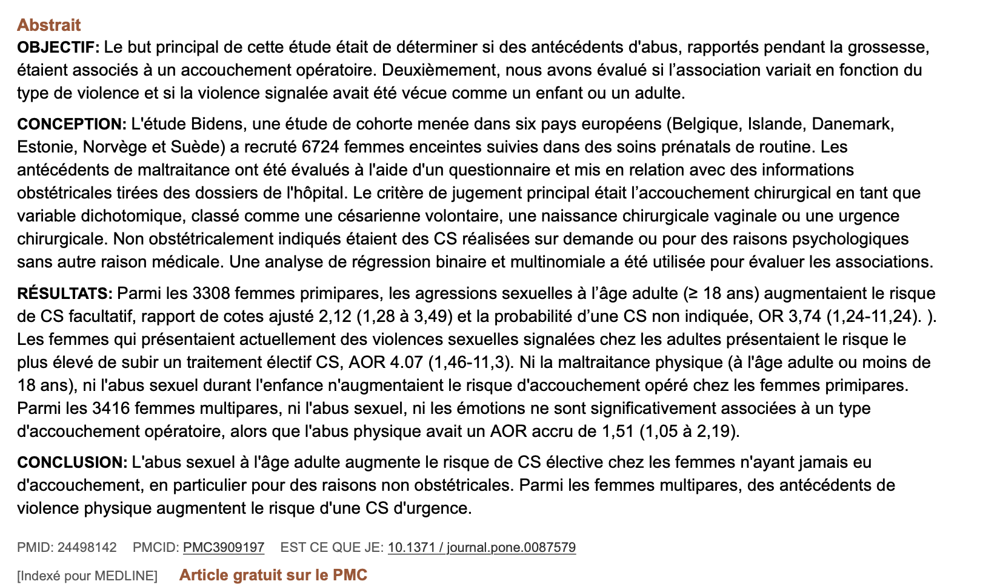 Abstrait
OBJECTIF: Le but principal de cette étude était de déterminer si des antécédents d'abus, rapportés pendant la grossesse,
étaient associés à un accouchement opératoire. Deuxièmement, nous avons évalué si l’association variait en fonction du
type de violence et si la violence signalée avait été vécue comme un enfant ou un adulte.
CONCEPTION: L'étude Bidens, une étude de cohorte menée dans six pays européens (Belgique, Islande, Danemark,
Estonie, Norvège et Suède) a recruté 6724 femmes enceintes suivies dans des soins prénatals de routine. Les
antécédents de maltraitance ont été évalués à l'aide d'un questionnaire et mis en relation avec des informations
obstétricales tirées des dossiers de l'hôpital. Le critère de jugement principal était l’accouchement chirurgical en tant que
variable dichotomique, classé comme une césarienne volontaire, une naissance chirurgicale vaginale ou une urgence
chirurgicale. Non obstétricalement indiqués étaient des CS réalisées sur demande ou pour des raisons psychologiques
sans autre raison médicale. Une analyse de régression binaire et multinomiale a été utilisée pour évaluer les associations.
RÉSULTATS: Parmi les 3308 femmes primipares, les agressions sexuelles à l’âge adulte (≥ 18 ans) augmentaient le risque
de CS facultatif, rapport de cotes ajusté 2,12 (1,28 à 3,49) et la probabilité d’une CS non indiquée, OR 3,74 (1,24-11,24). ).
Les femmes qui présentaient actuellement des violences sexuelles signalées chez les adultes présentaient le risque le
plus élevé de subir un traitement électif CS, AOR 4.07 (1,46-11,3). Ni la maltraitance physique (à l'âge adulte ou moins de
18 ans), ni l'abus sexuel durant l'enfance n'augmentaient le risque d'accouchement opéré chez les femmes primipares.
Parmi les 3416 femmes multipares, ni l'abus sexuel, ni les émotions ne sont significativement associées à un type
d'accouchement opératoire, alors que l'abus physique avait un AOR accru de 1,51 (1,05 à 2,19).
CONCLUSION: L'abus sexuel à l'âge adulte augmente le risque de CS élective chez les femmes n'ayant jamais eu
d'accouchement, en particulier pour des raisons non obstétricales. Parmi les femmes multipares, des antécédents de
violence physique augmentent le risque d'une CS d'urgence.
PMID: 24498142 PMCID: PMC3909197 EST CE QUE JE: 10.1371 / journal.pone.0087579
[Indexé pour MEDLINE] Article gratuit sur le PMC